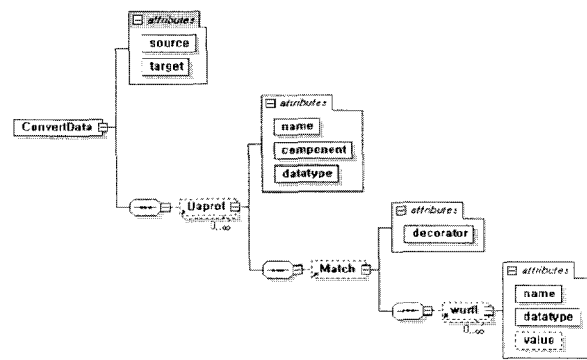 attributes
source
target
ConvertData
attributes
name
component
datatype
Uaprof
0..∞
attributes
decorator
Match
attributes
name
datatype
value
wurfl
0..∞